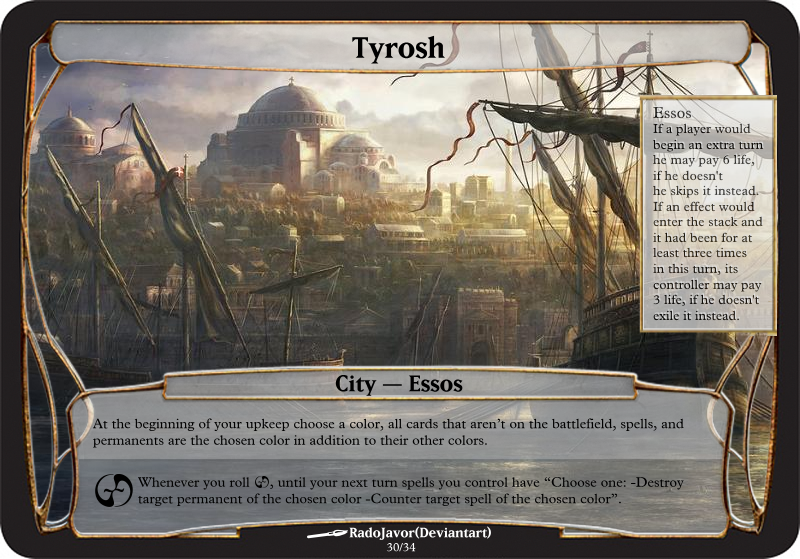 Tyrosh
Essos
If a player would
begin an extra turn
he may pay 6 life,
if he doesn't
he skips it instead.
If an effect would
enter the stack and
it had been for at
least three times
in this turn, its
controller may pay
3 life, if he doesn't
exile it instead.
City — Essos
At the beginning of your upkeep choose a color, all cards that aren't on the battlefield, spells, and
permanents are the chosen color in addition to their other colors.
Whenever you roll , until your next turn spells you control have “Choose one: -Destroy
target permanent of the chosen color -Counter target spell of the chosen color”.
RadoJavor(Deviantart)
30/34